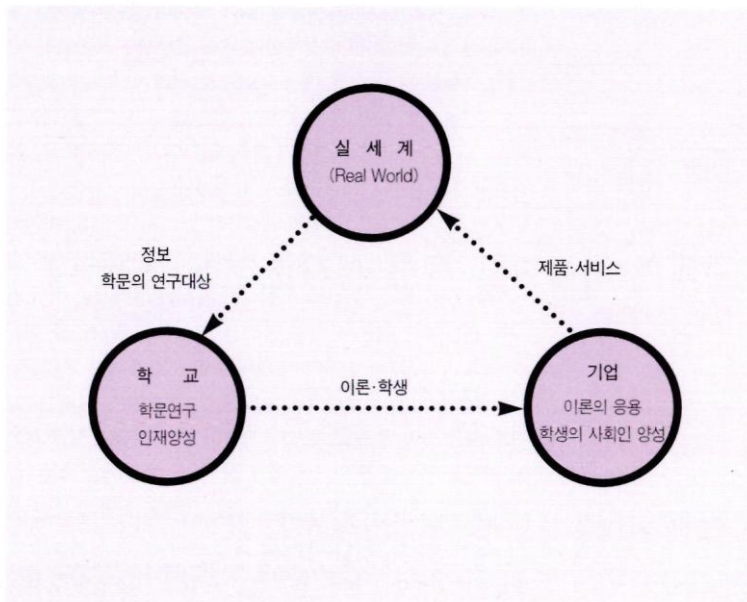 실 세 계
(Real World)
정보
학문의 연구대상
제품·서비스
학 교
학문연구
인재양성
이론·학생
기업
이론의 응용
학생의 사회인 양성